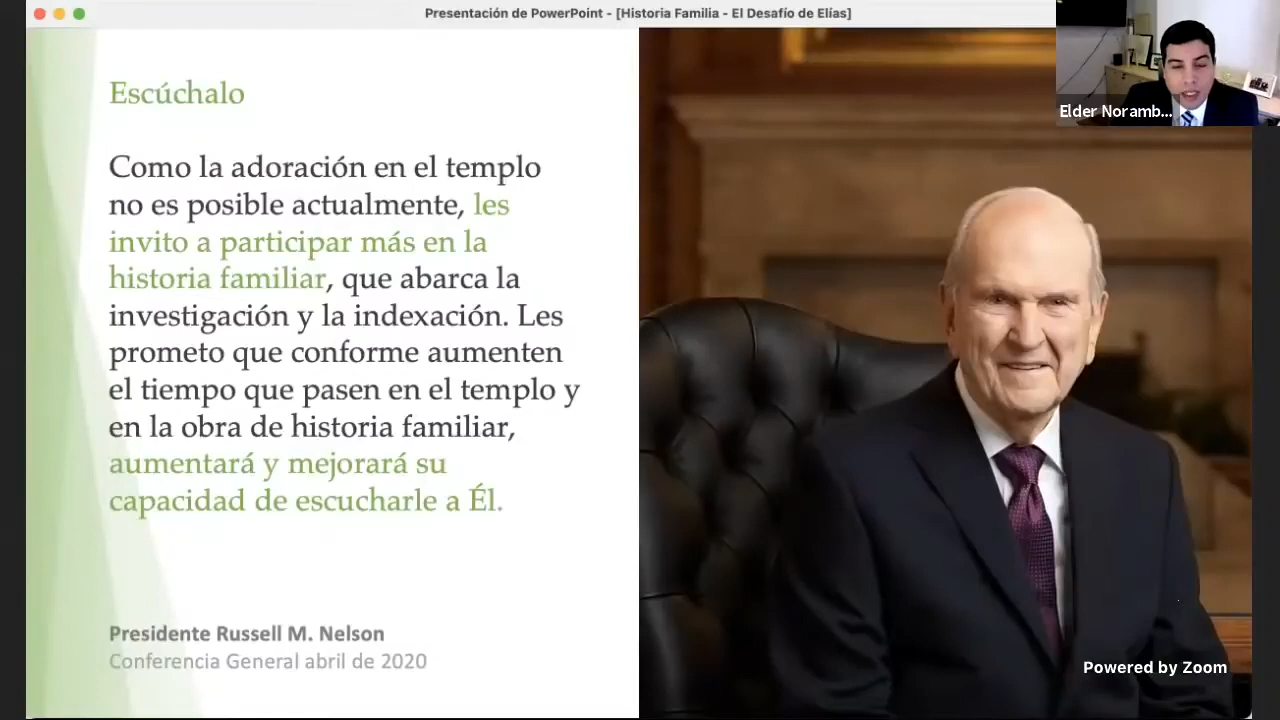 Presentación de PowerPoint - [Historia Familia - El Desafío de Elías]
Elder Noramb...
Escúchalo
Como la adoración en el templo
no es posible actualmente, les
invito a participar más en la
historia familiar, que abarca la
investigación y la indexación. Les
prometo que conforme aumenten
el tiempo que pasen en el templo y
en la obra de historia familiar,
aumentará y mejorará su
capacidad de escucharle a Él.
Presidente Russell M. Nelson
Conferencia General abril de 2020
Powered by Zoom